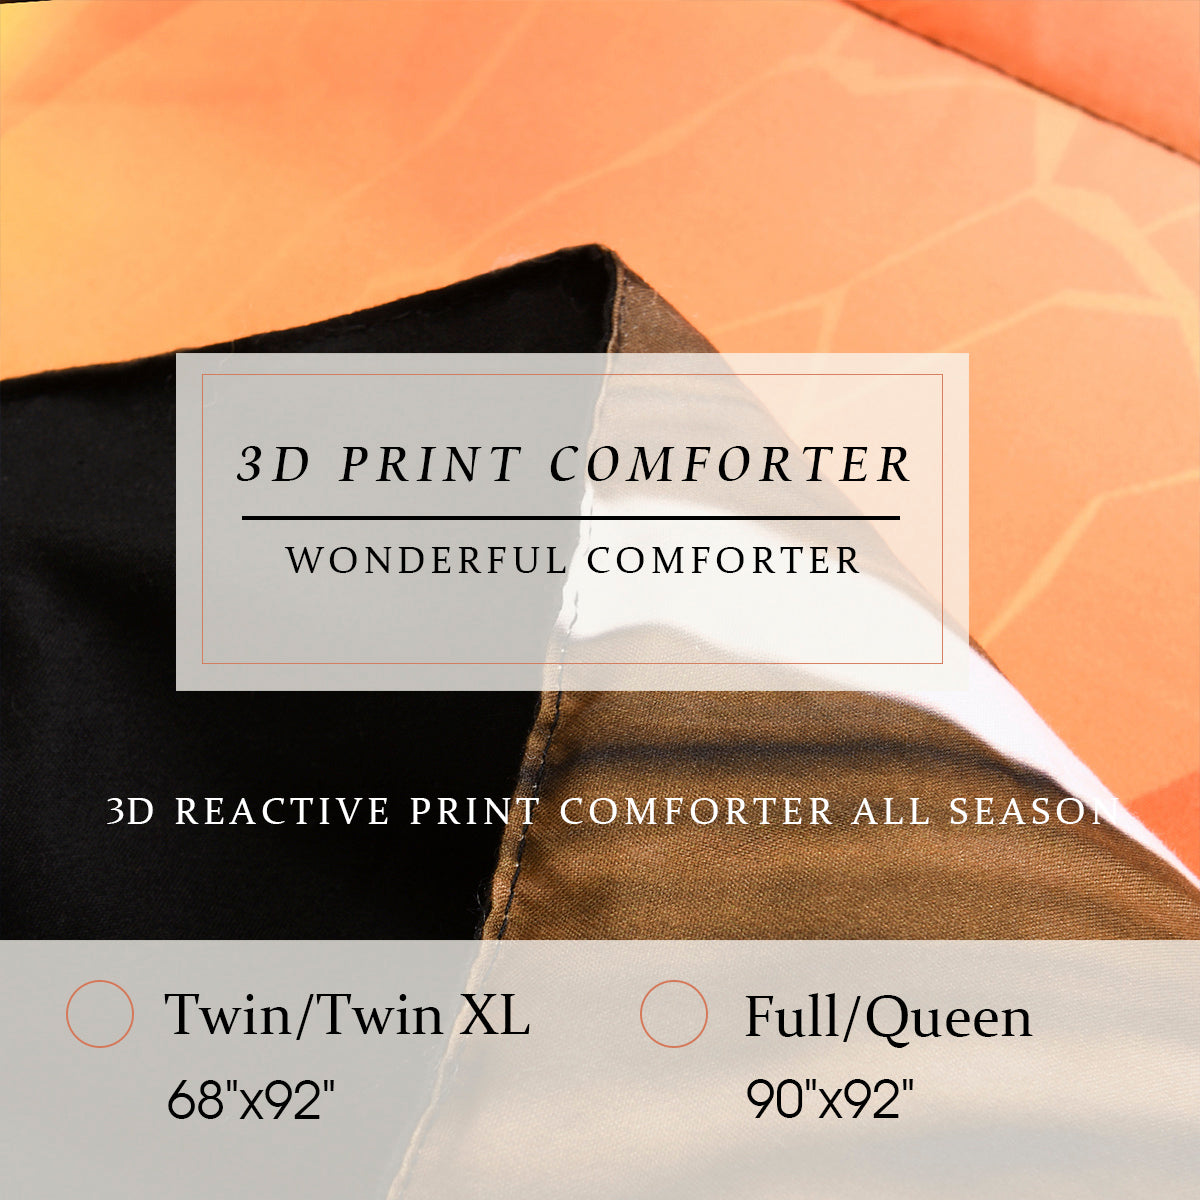 3D PRINT COMFORTER
WONDERFUL COMFORTER
3D REACTIVE PRINT COMFORTER ALL SEASON
Twin/Twin XL
68"x92"
Full/Queen
90"x92"